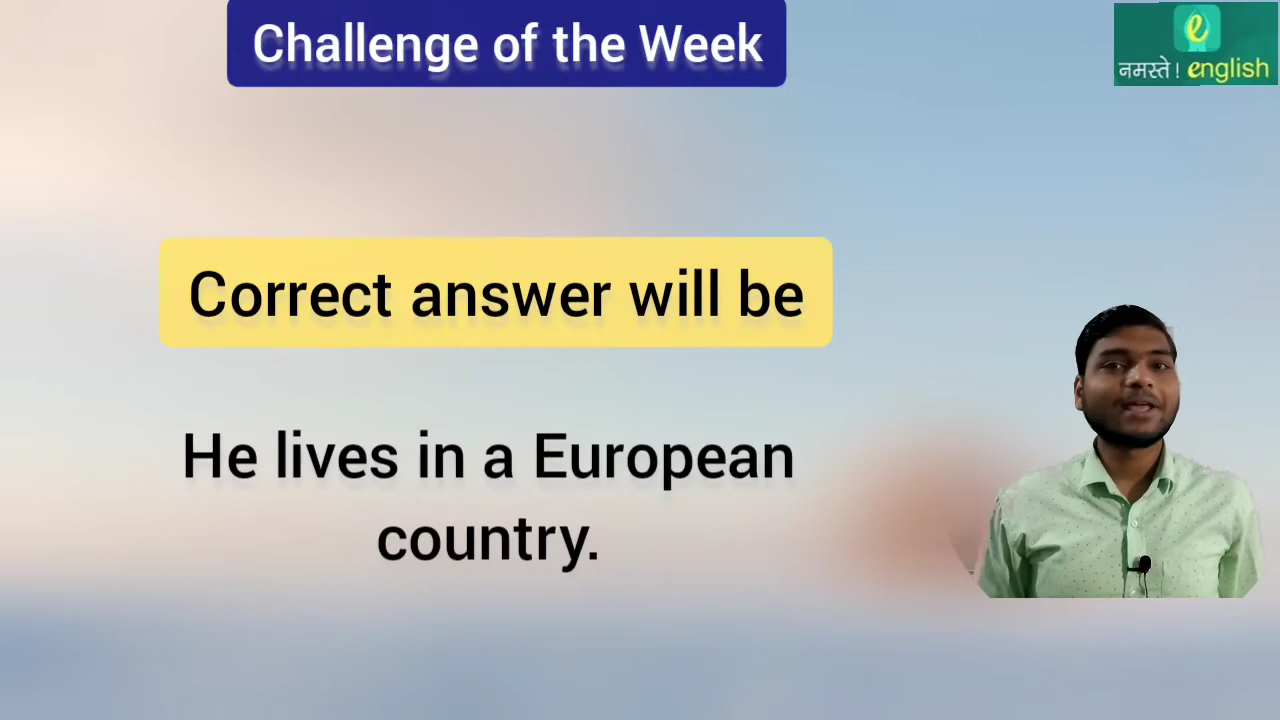 Challenge of the Week
e
नमस्ते ! english
Correct answer will be
He lives in a European
country.